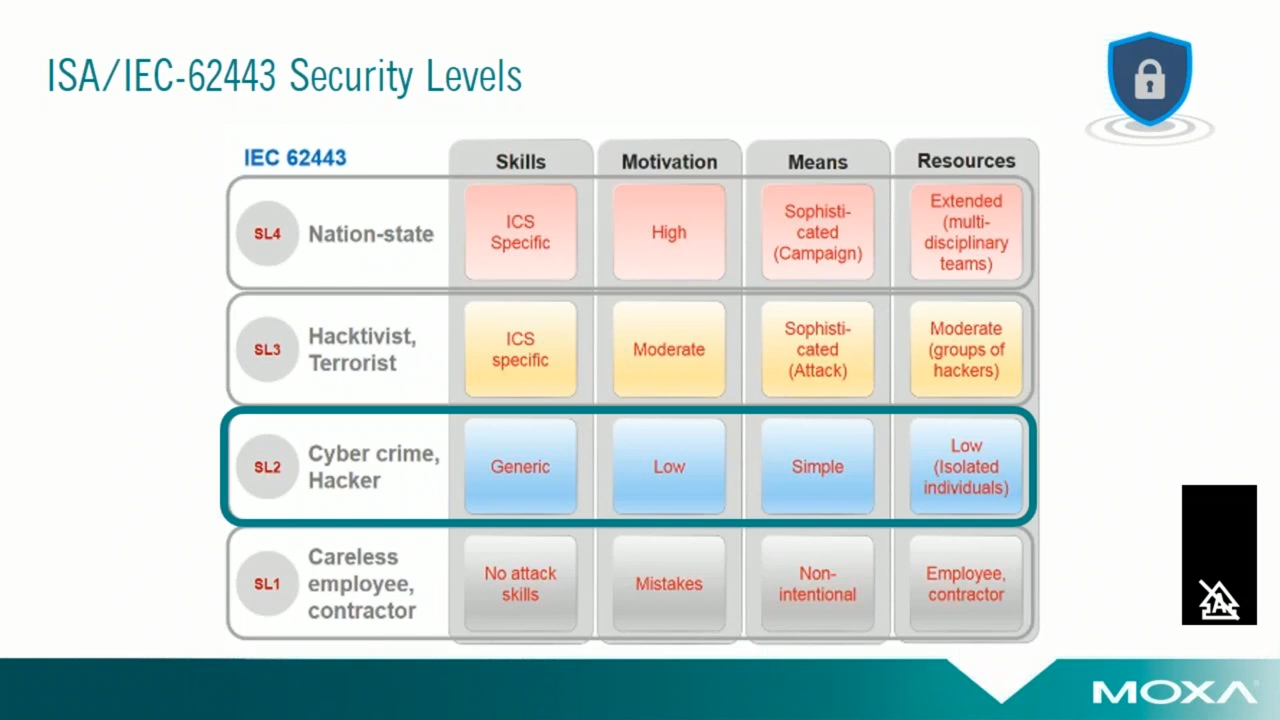 ISA/IEC-62443 Security Levels
IEC 62443
Skills
Motivation
Means
Resources
SL4
Nation-state
ICS
Specific
High
Sophisti-
cated
(Campaign)
Extended
(multi-
disciplinary
teams)
SL3
Hacktivist,
Terrorist
ICS
specific
Moderate
Sophisti-
cated
(Attack)
Moderate
(groups of
hackers)
SL2
Cyber crime,
Hacker
Generic
Low
Simple
Low
(Isolated
individuals)
SL1
Careless
employee,
contractor
No attack
skills
Mistakes
Non-
intentional
Employee,
contractor
MOXA